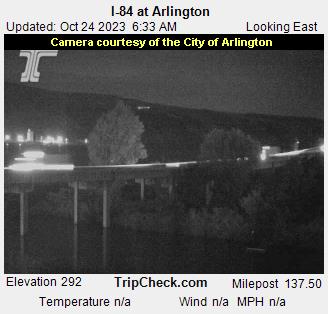 I-84 at Arlington
Updated: Oct 24 2023 6:33 AM Looking East
Camera courtesy of the City of Arlington
Elevation 292 TripCheck.com Milepost 137.50
Temperature n/a Wind n/a MPH n/a